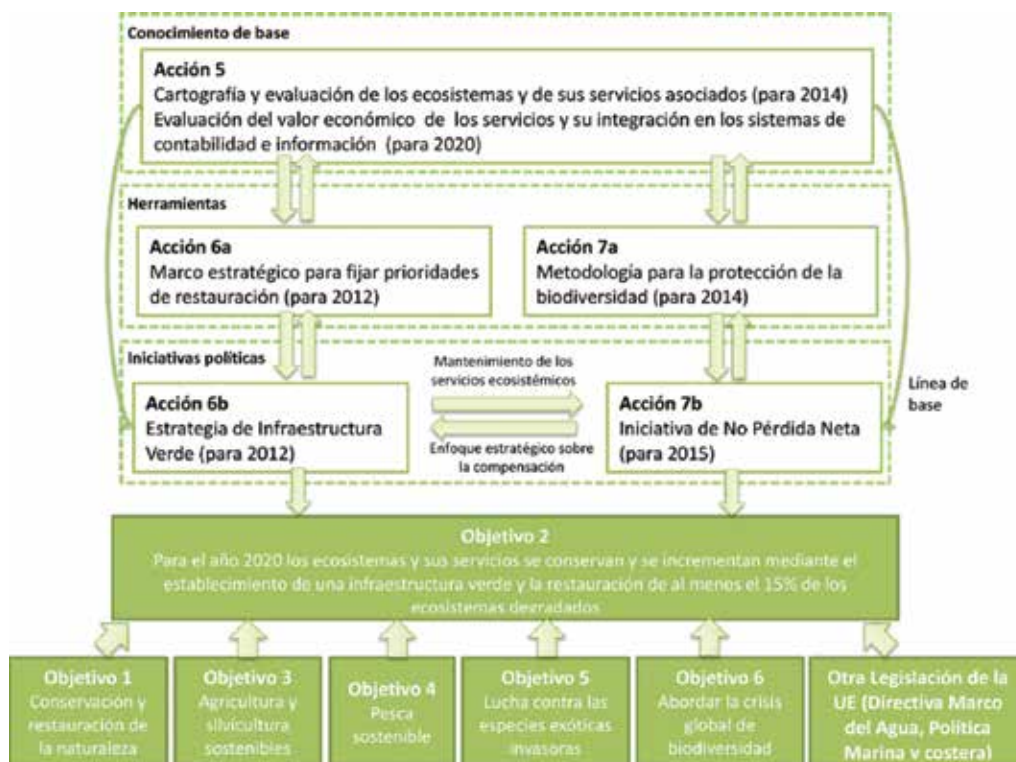 Conocimiento de base
Acción 5
Cartografía y evaluación de los ecosistemas y de sus servicios asociados (para 2014)
Evaluación del valor económico de los servicios y su integración en los sistemas de
contabilidad e información (para 2020)
Herramientas
Acción 6a
Marco estratégico para fijar prioridades
de restauración (para 2012)
Acción 7a
Metodología para la protección de la
biodiversidad (para 2014)
Iniciativas políticas
Acción 6b
Estrategia de Infraestructura
Verde (para 2012)
Mantenimiento de los
servicios ecosistémicos
Enfoque estratégico sobre
la compensación
Acción 7b
Iniciativa de No Pérdida Neta
(para 2015)
Línea de
base
Objetivo 2
Para el año 2020 los ecosistemas y sus servicios se conservan y se incrementan mediante el
establecimiento de una infraestructura verde y la restauración de al menos el 15% de los
ecosistemas degradados
Objetivo 1
Conservación y
restauración de
la naturaleza
Objetivo 3
Agricultura y
silvicultura
sostenibles
Objetivo 4
Pesca
sostenible
Objetivo 5
Lucha contra las
especies exóticas
invasoras
Objetivo 6
Abordar la crisis
global de
biodiversidad
Otra Legislación de la
UE (Directiva Marco
del Agua, Política
Marina y costera)